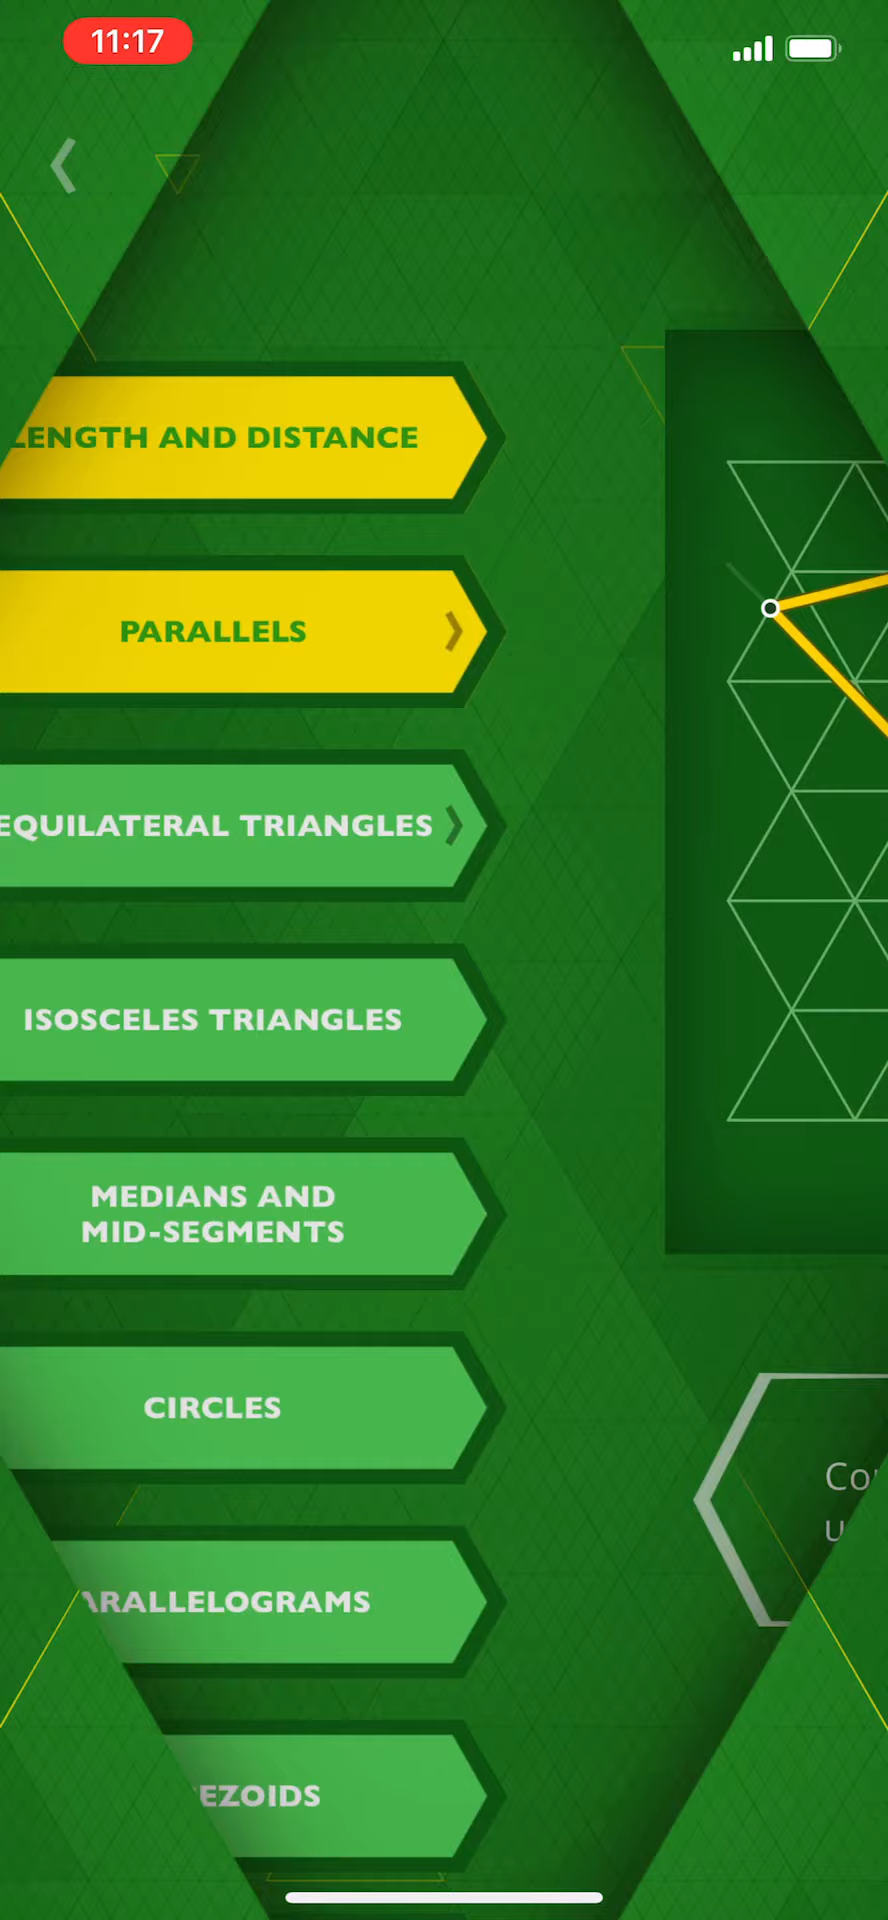 11:17
LENGTH AND DISTANCE
PARALLELS
EQUILATERAL TRIANGLES
ISOSCELES TRIANGLES
MEDIANS AND
MID-SEGMENTS
CIRCLES
ARALLELOGRAMS
EZOIDS